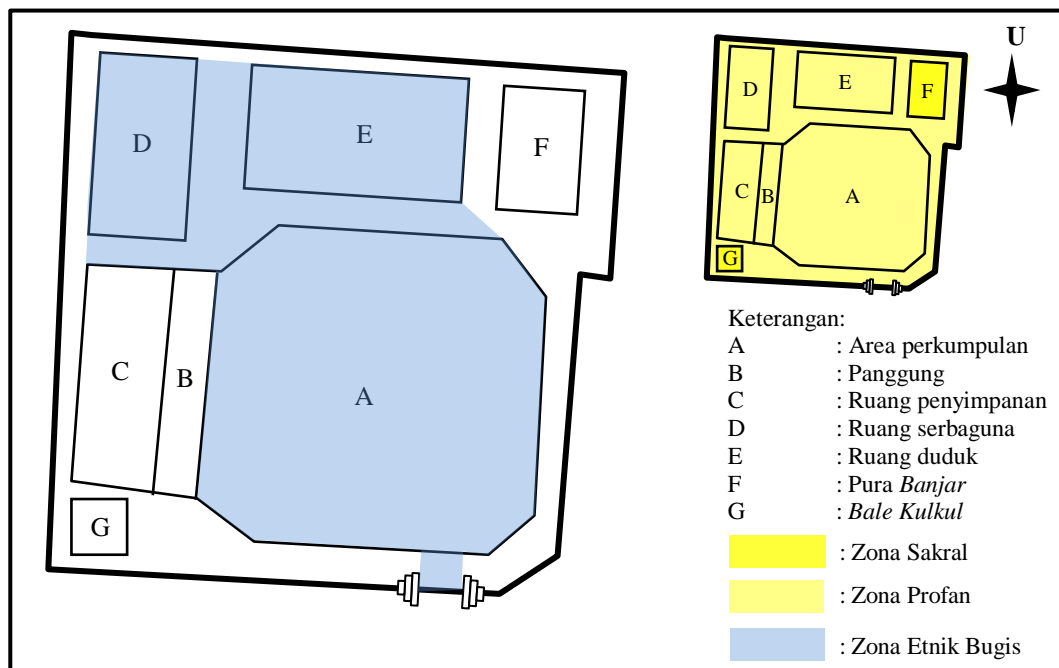 D
E
F
C
B
A
G
U
D
E
F
C
B
A
G
Keterangan:
A : Area perkumpulan
B : Panggung
C : Ruang penyimpanan
D : Ruang serbaguna
E : Ruang duduk
F : Pura Banjar
G : Bale Kulkul
: Zona Sakral
: Zona Profan
: Zona Etnik Bugis